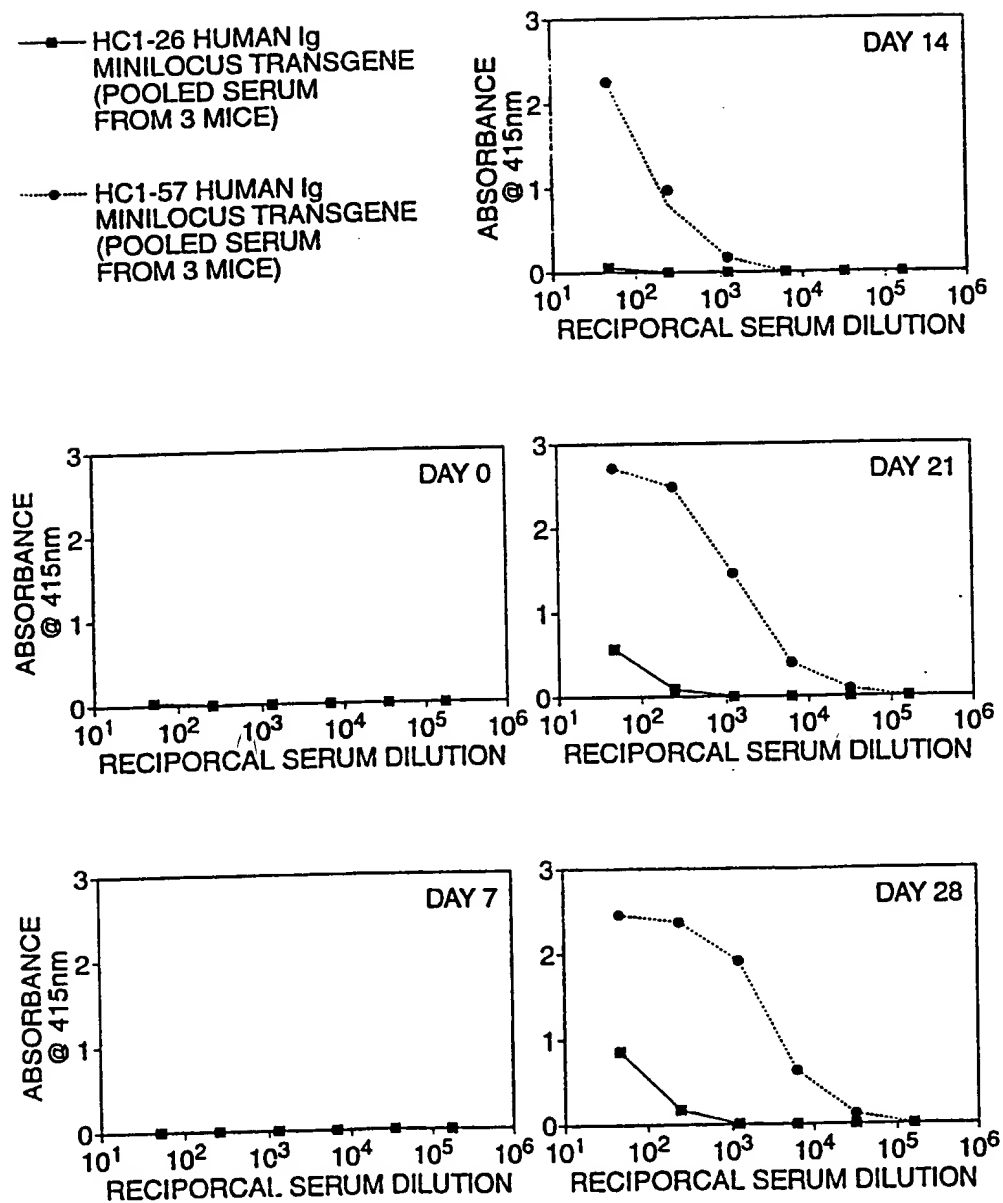 HC1-26 HUMAN Ig
MINILOCUS TRANSGENE
(POOLED SERUM
FROM 3 MICE)
HC1-57 HUMAN Ig
MINILOCUS TRANSGENE
(POOLED SERUM
FROM 3 MICE)
DAY 14
ABSORBANCE
@ 415nm
3
2
1
0
10¹ 10² 10³ 10⁴ 10⁵ 10⁶
RECIPORCAL SERUM DILUTION
DAY 0
ABSORBANCE
@ 415nm
3
2
1
0
10¹ 10² 10³ 10⁴ 10⁵ 10⁶
RECIPORCAL SERUM DILUTION
DAY 21
3
2
1
0
10¹ 10² 10³ 10⁴ 10⁵ 10⁶
RECIPORCAL SERUM DILUTION
DAY 7
ABSORBANCE
@ 415nm
3
2
1
0
10¹ 10² 10³ 10⁴ 10⁵ 10⁶
RECIPORCAL SERUM DILUTION
DAY 28
3
2
1
0
10¹ 10² 10³ 10⁴ 10⁵ 10⁶
RECIPORCAL SERUM DILUTION